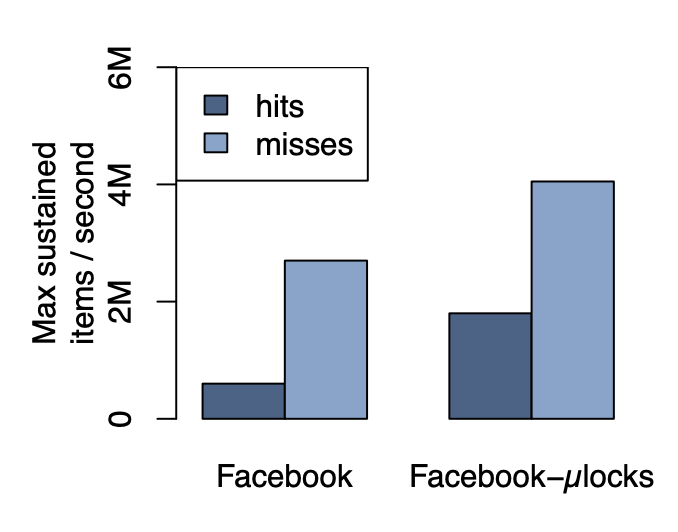 6M
4M
2M
0
Max sustained
items / second
hits
misses
Facebook
Facebook–μlocks